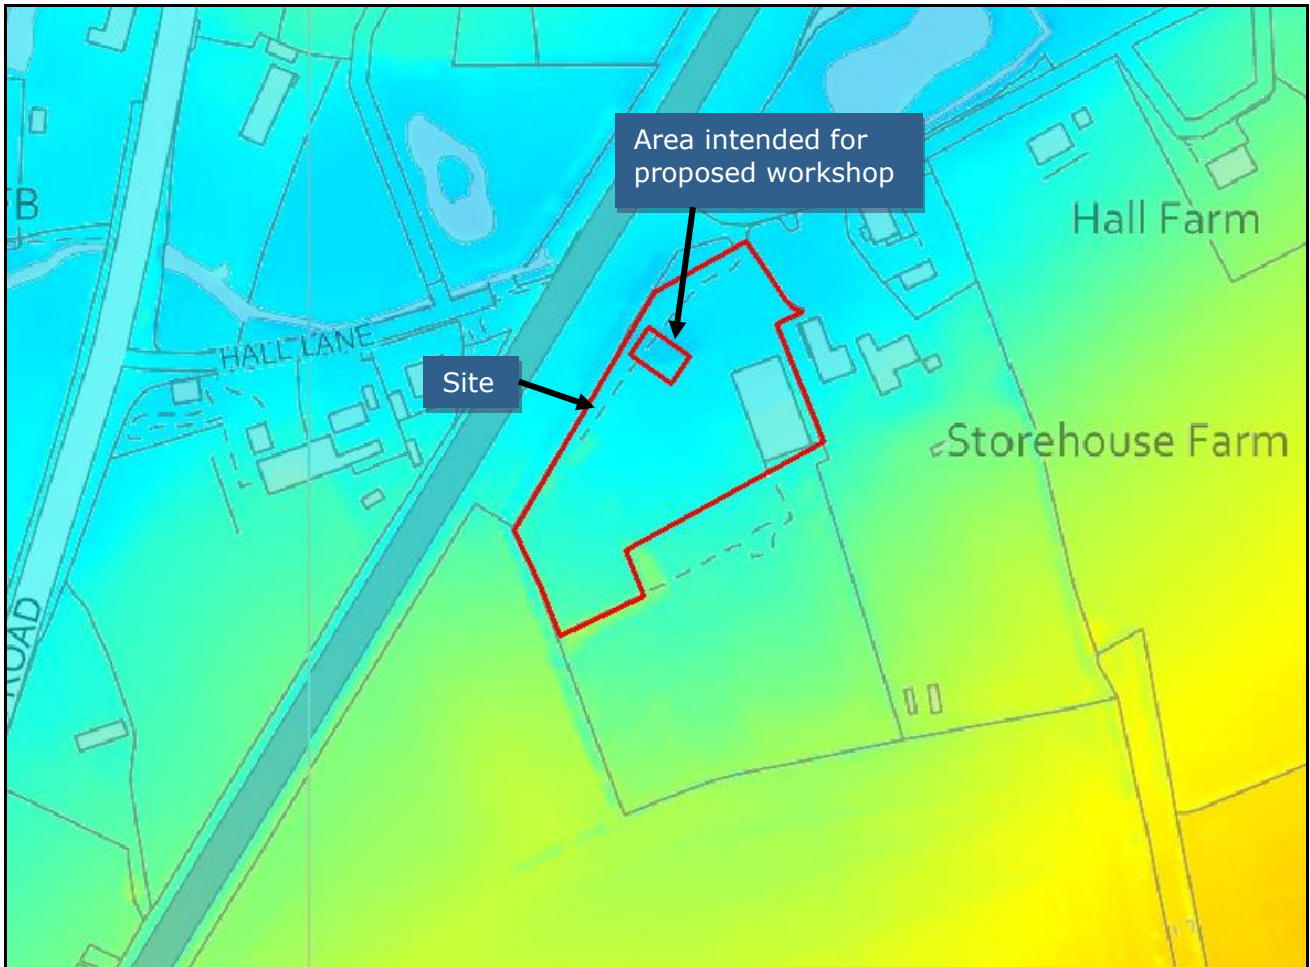 Area intended for
proposed workshop
Hall Farm
HALL LANE
Site
Storehouse Farm
ROAD